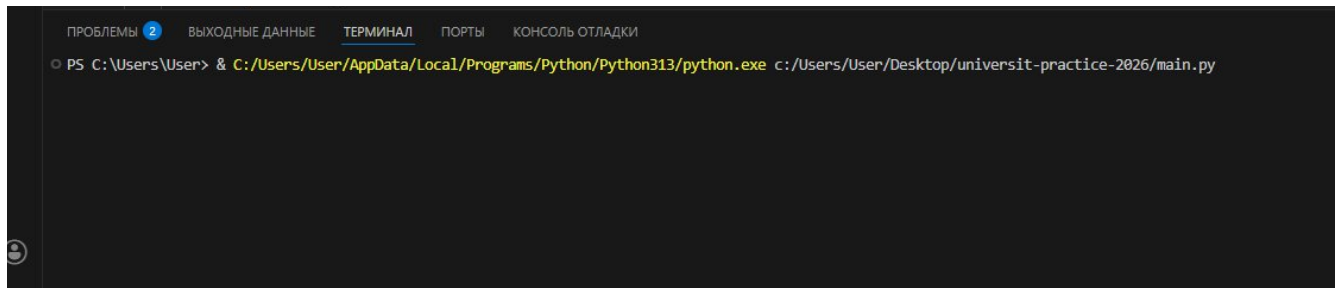 ПРОБЛЕМЫ 2 ВЫХОДНЫЕ ДАННЫЕ ТЕРМИНАЛ ПОРТЫ КОНСОЛЬ ОТЛАДКИ
PS C:\Users\User> & C:/Users/User/AppData/Local/Programs/Python/Python313/python.exe c:/Users/User/Desktop/universit-practice-2026/main.py